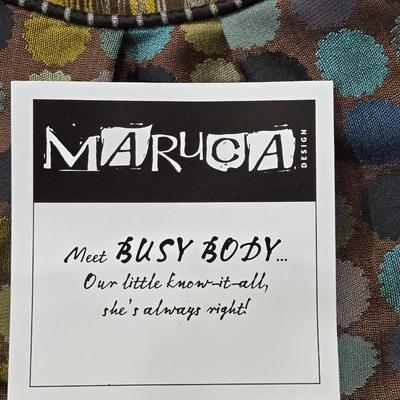 MARUCA DESIGN
Meet BUSY BODY...
Our little know-it-all,
she's always right!